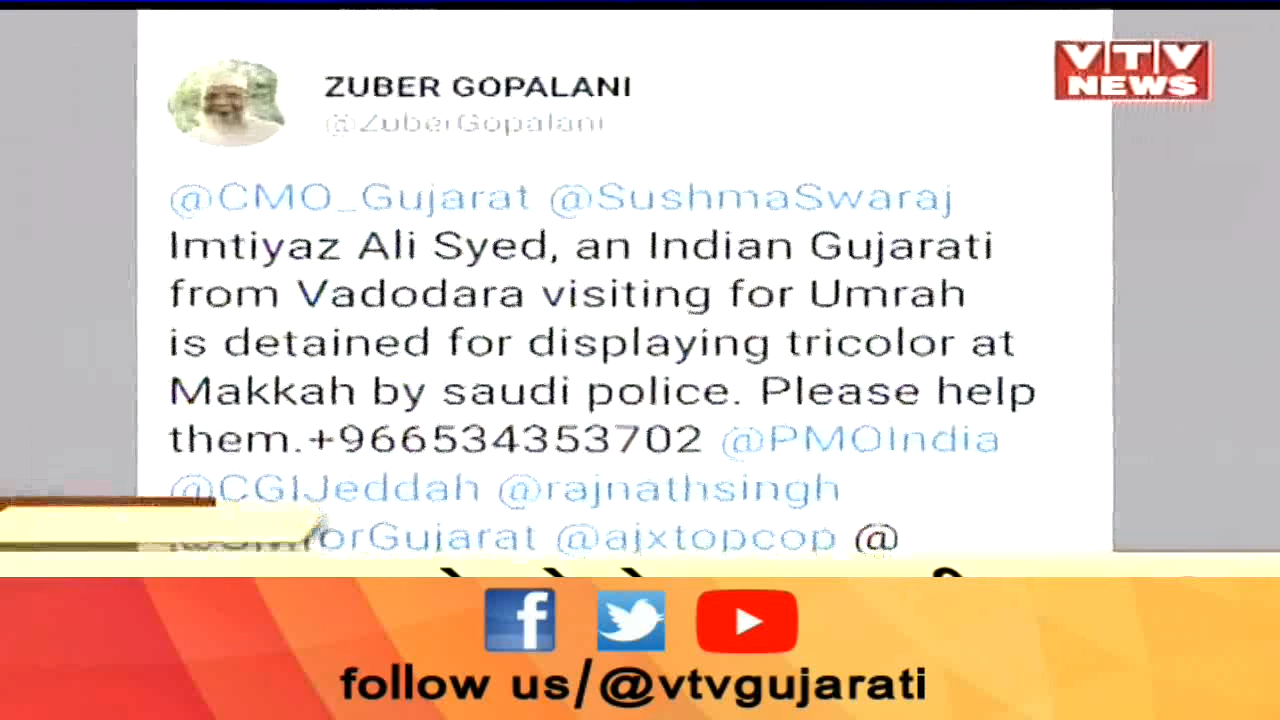 VTV
NEWS
ZUBER GOPALANI
@ZuberGopalani
@CMO_Gujarat @SushmaSwaraj
Imtiyaz Ali Syed, an Indian Gujarati
from Vadodara visiting for Umrah
is detained for displaying tricolor at
Makkah by saudi police. Please help
them.+966534353702 @PMOIndia
@CGIJeddah @rajnathsingh
@ajxtopcop @
follow us/@vtvgujarati